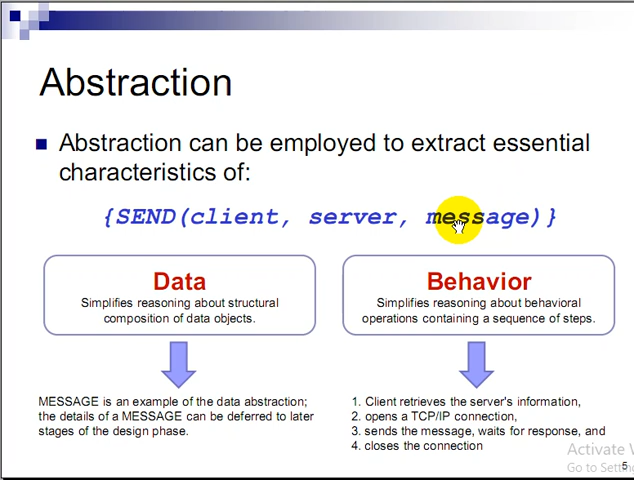 Abstraction
Abstraction can be employed to extract essential
characteristics of:
{SEND(client, server, message)}
Data
Simplifies reasoning about structural
composition of data objects.
Behavior
Simplifies reasoning about behavioral
operations containing a sequence of steps.
MESSAGE is an example of the data abstraction;
the details of a MESSAGE can be deferred to later
stages of the design phase.
1. Client retrieves the server's information,
2. opens a TCP/IP connection,
3. sends the message, waits for response, and
4. closes the connection
Activate
Go to
5